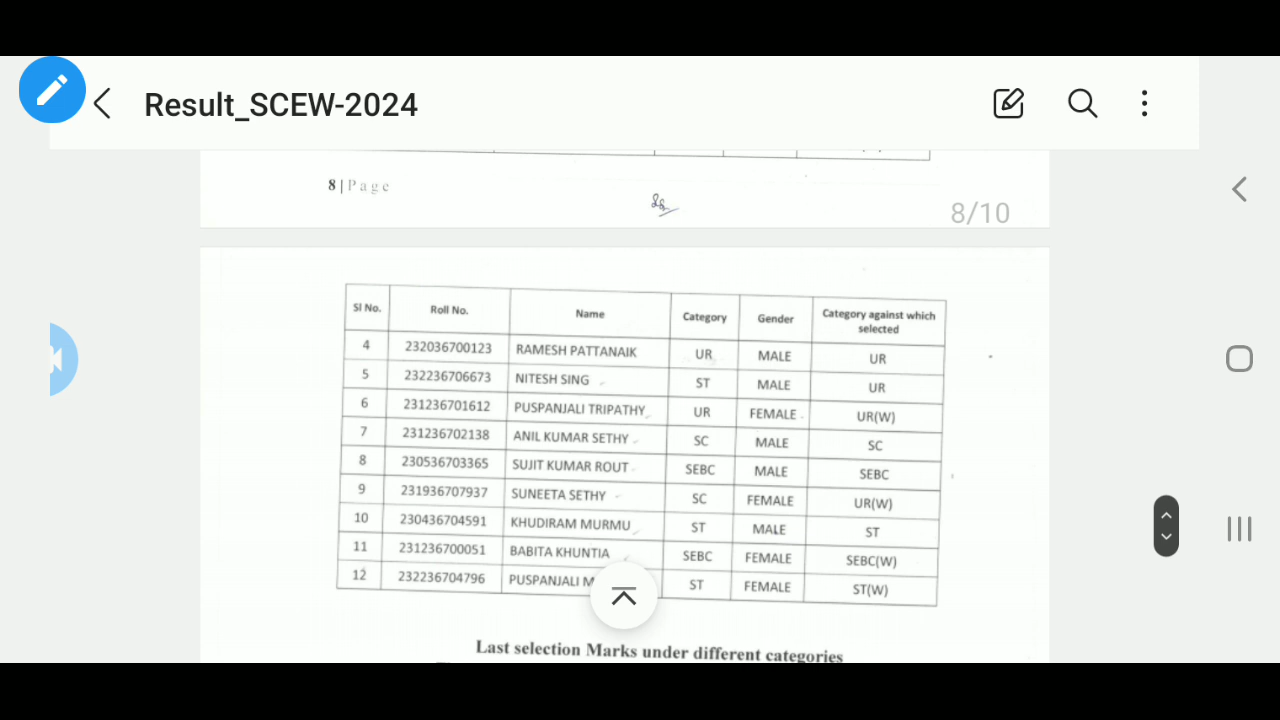 Result_SCEW-2024
8 | Page
8/10
Sl No. Roll No. Name Category Gender Category against which selected
4 232036700123 RAMESH PATTANAIK UR MALE UR
5 232236706673 NITESH SING ST MALE UR
6 231236701612 PUSPANJALI TRIPATHY UR FEMALE UR(W)
7 231236702138 ANIL KUMAR SETHY SC MALE SC
8 230536703365 SUJIT KUMAR ROUT SEBC MALE SEBC
9 231936707937 SUNEETA SETHY SC FEMALE UR(W)
10 230436704591 KHUDIRAM MURMU ST MALE ST
11 231236700051 BABITA KHUNTIA SEBC FEMALE SEBC(W)
12 232236704796 PUSPANJALI ST FEMALE ST(W)
Last selection Marks under different categories